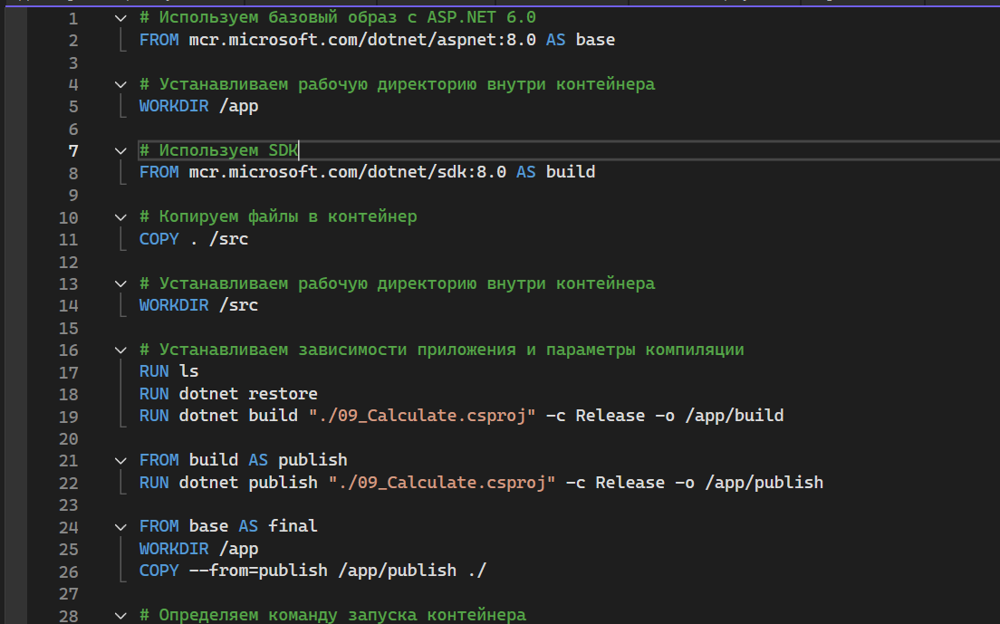 1 # Используем базовый образ с ASP.NET 6.0
2 FROM mcr.microsoft.com/dotnet/aspnet:8.0 AS base
3
4 # Устанавливаем рабочую директорию внутри контейнера
5 WORKDIR /app
6
7 # Используем SDK
8 FROM mcr.microsoft.com/dotnet/sdk:8.0 AS build
9
10 # Копируем файлы в контейнер
11 COPY . /src
12
13 # Устанавливаем рабочую директорию внутри контейнера
14 WORKDIR /src
15
16 # Устанавливаем зависимости приложения и параметры компиляции
17 RUN ls
18 RUN dotnet restore
19 RUN dotnet build "./09_Calculate.csproj" -c Release -o /app/build
20
21 FROM build AS publish
22 RUN dotnet publish "./09_Calculate.csproj" -c Release -o /app/publish
23
24 FROM base AS final
25 WORKDIR /app
26 COPY --from=publish /app/publish ./
27
28 # Определяем команду запуска контейнера